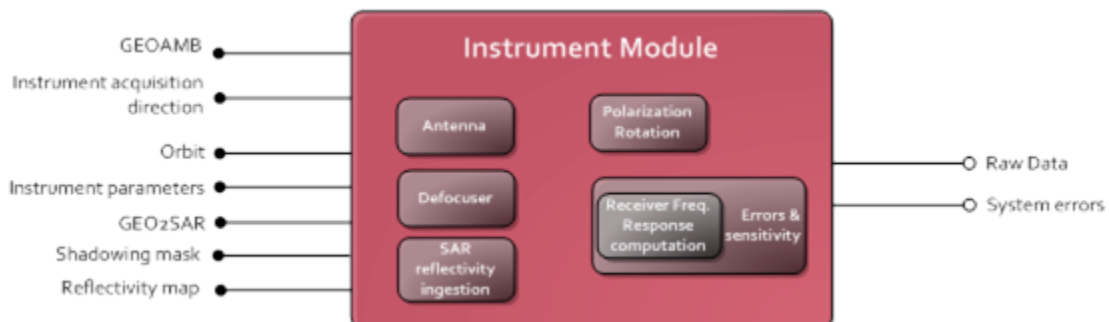 GEOAMB
Instrument acquisition
direction
Orbit
Instrument parameters
GEO2SAR
Shadowing mask
Reflectivity map
Instrument Module
Antenna
Polarization
Rotation
Defocuser
Receiver Freq.
Response
computation
Errors &
sensitivity
SAR
reflectivity
ingestion
Raw Data
System errors